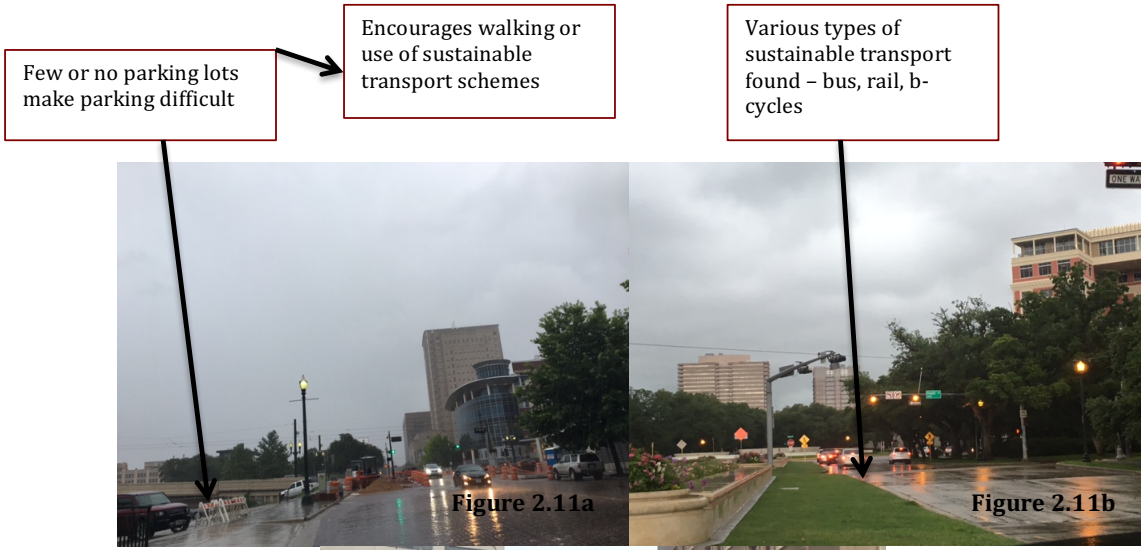 Few or no parking lots
make parking difficult
Encourages walking or
use of sustainable
transport schemes
Various types of
sustainable transport
found – bus, rail, b-
cycles
ONE WA
Figure 2.11a
Figure 2.11b